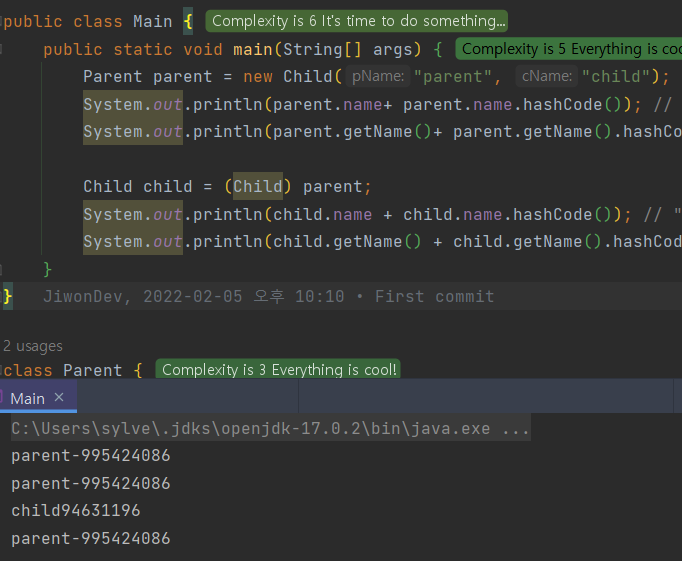 public class Main { Complexity is 6 It's time to do something...
public static void main(String[] args) { Complexity is 5 Everything is coo
Parent parent = new Child( pName: "parent", cName: "child");
System.out.println(parent.name+ parent.name.hashCode()); //
System.out.println(parent.getName()+ parent.getName().hashCo
Child child = (Child) parent;
System.out.println(child.name + child.name.hashCode()); // "
System.out.println(child.getName() + child.getName().hashCod
}
} JiwonDev, 2022-02-05 오후 10:10 • First commit
2 usages
class Parent { Complexity is 3 Everything is cool!
Main ×
C:\Users\sylve\.jdks\openjdk-17.0.2\bin\java.exe ...
parent-995424086
parent-995424086
child94631196
parent-995424086